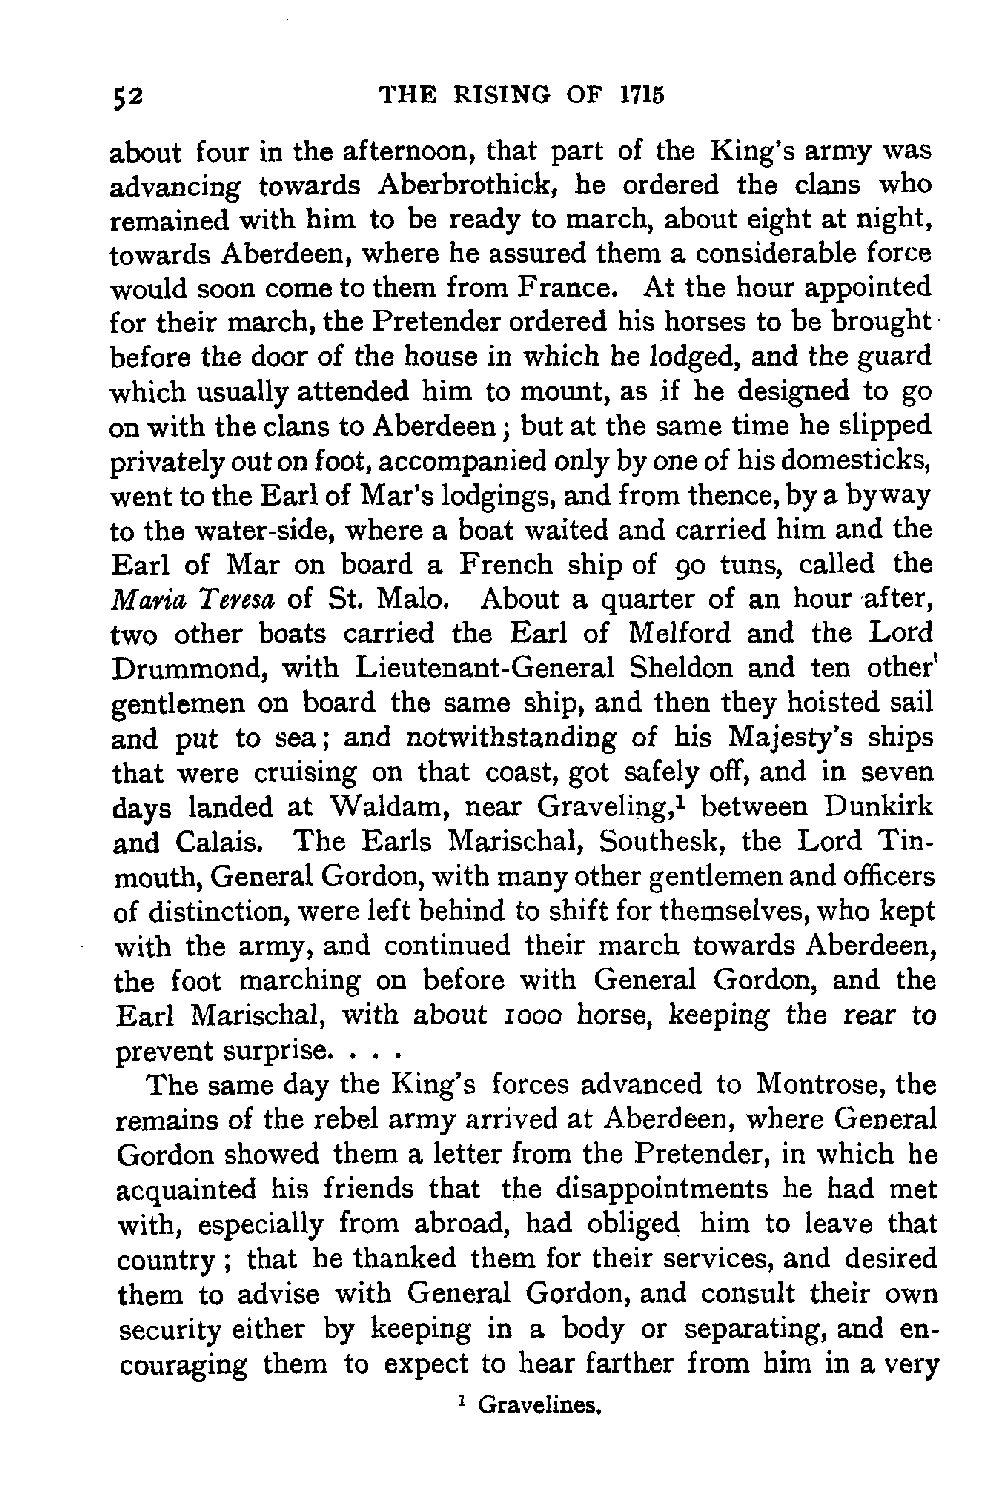 52 THE RISING OF 1715
about four in the afternoon, that part of the King's army was
advancing towards Aberbrothick, he ordered the clans who
remained with him to be ready to march, about eight at night,
towards Aberdeen, where he assured them a considerable force
would soon come to them from France. At the hour appointed
for their march, the Pretender ordered his horses to be brought
before the door of the house in which he lodged, and the guard
which usually attended him to mount, as if he designed to go
on with the clans to Aberdeen; but at the same time he slipped
privately out on foot, accompanied only by one of his domesticks,
went to the Earl of Mar's lodgings, and from thence, by a byway
to the water-side, where a boat waited and carried him and the
Earl of Mar on board a French ship of 90 tuns, called the
Maria Teresa of St. Malo. About a quarter of an hour after,
two other boats carried the Earl of Melford and the Lord
Drummond, with Lieutenant-General Sheldon and ten other
gentlemen on board the same ship, and then they hoisted sail
and put to sea; and notwithstanding of his Majesty's ships
that were cruising on that coast, got safely off, and in seven
days landed at Waldam, near Graveling,¹ between Dunkirk
and Calais. The Earls Marischal, Southesk, the Lord Tin-
mouth, General Gordon, with many other gentlemen and officers
of distinction, were left behind to shift for themselves, who kept
with the army, and continued their march towards Aberdeen,
the foot marching on before with General Gordon, and the
Earl Marischal, with about 1000 horse, keeping the rear to
prevent surprise. . . .
The same day the King's forces advanced to Montrose, the
remains of the rebel army arrived at Aberdeen, where General
Gordon showed them a letter from the Pretender, in which he
acquainted his friends that the disappointments he had met
with, especially from abroad, had obliged him to leave that
country; that he thanked them for their services, and desired
them to advise with General Gordon, and consult their own
security either by keeping in a body or separating, and en-
couraging them to expect to hear farther from him in a very
¹ Gravelines.